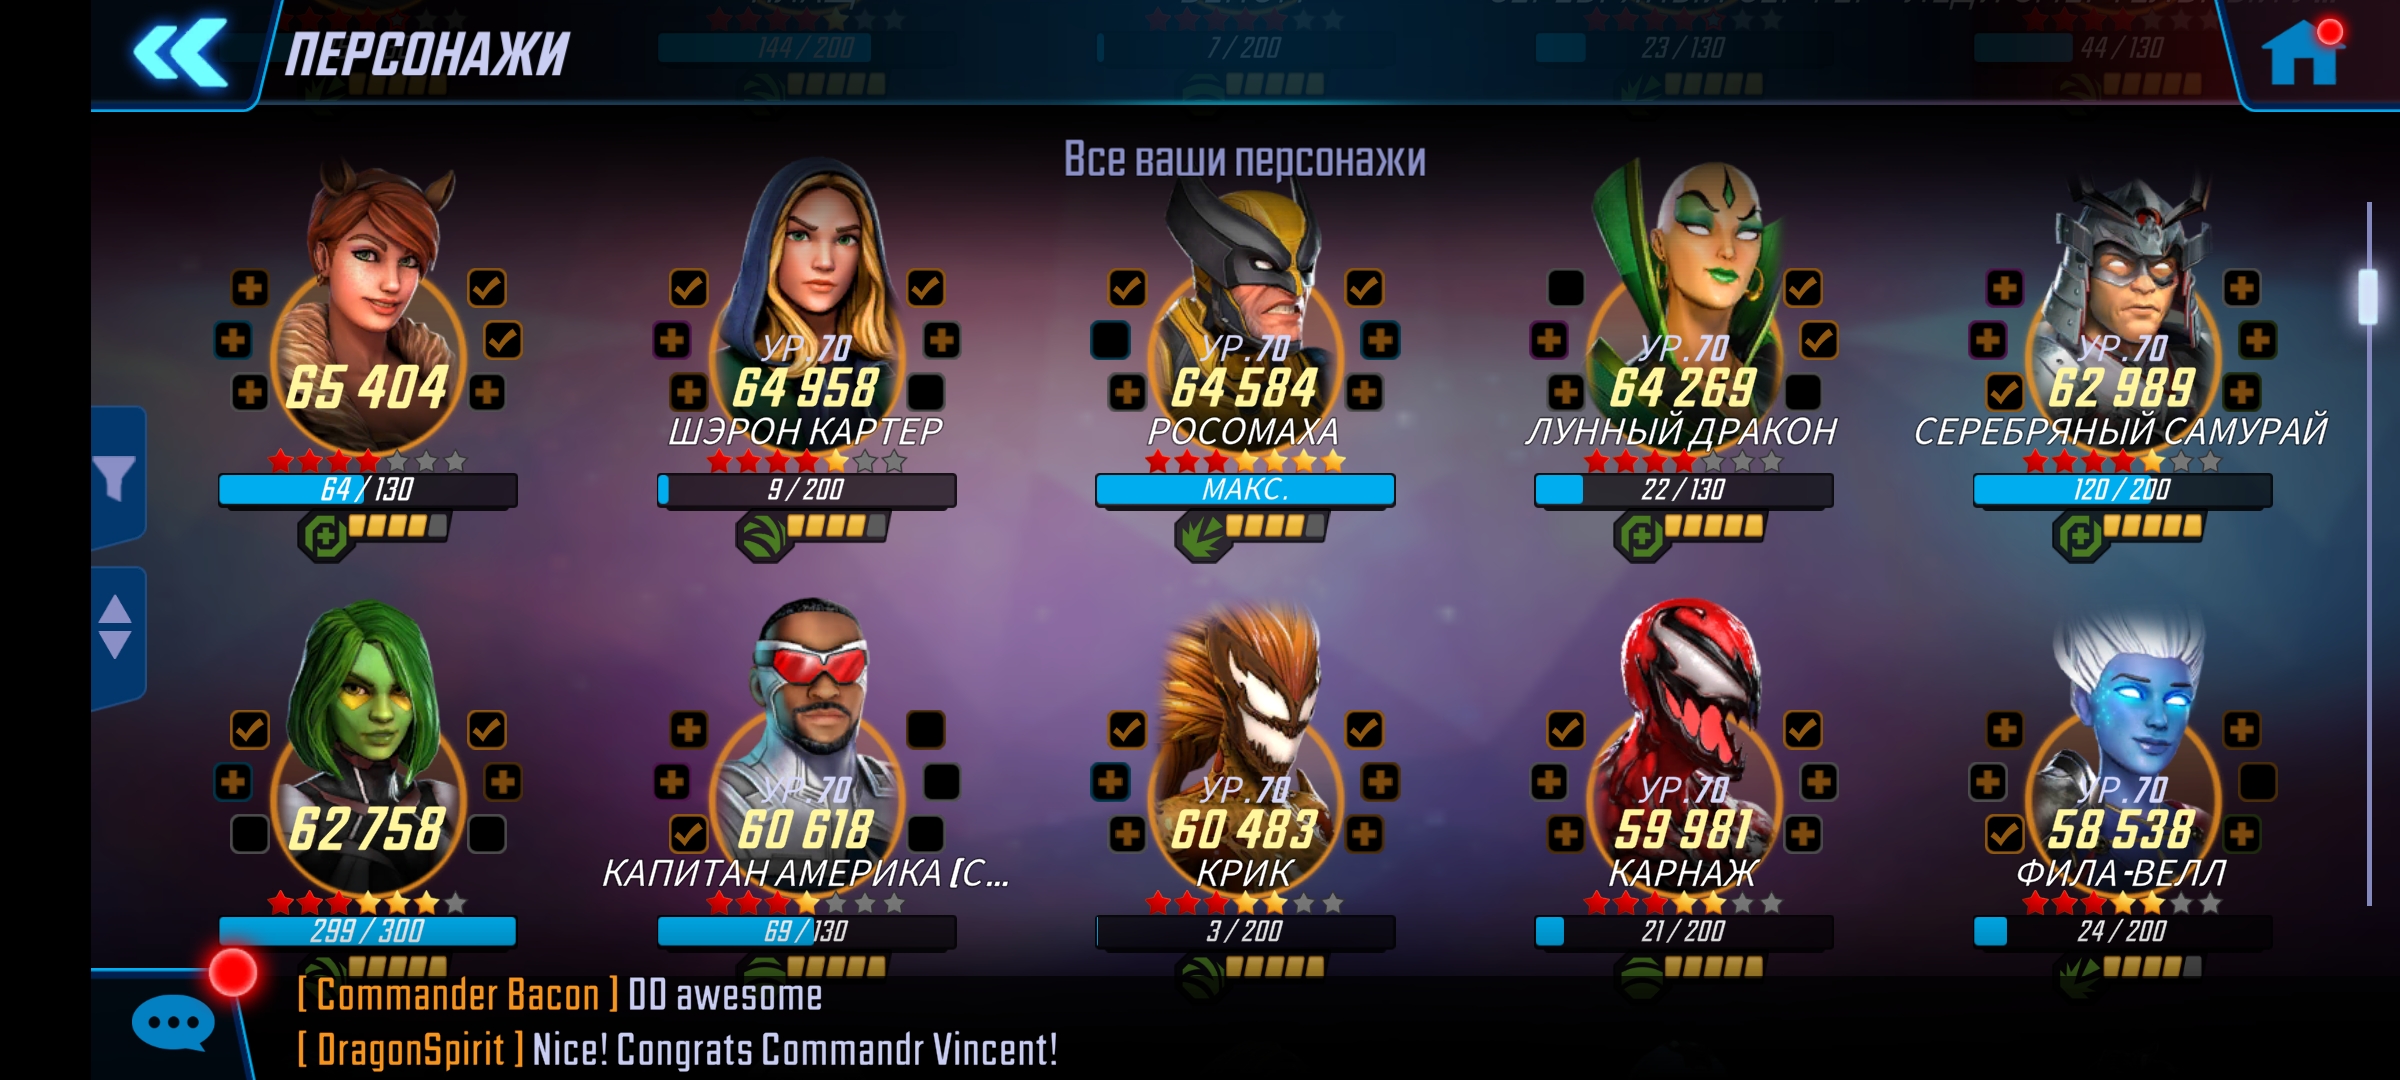 144 / 200
7 / 200
23 / 130
44 / 130
ПЕРСОНАЖИ
Все ваши персонажи
65 404
64 / 130
УР. 70
64 958
ШЭРОН КАРТЕР
9 / 200
УР. 70
64 584
РОСОМАХА
МАКС.
УР. 70
64 269
ЛУННЫЙ ДРАКОН
22 / 130
УР. 70
62 989
СЕРЕБРЯНЫЙ САМУРАЙ
120 / 200
62 758
299 / 300
УР. 70
60 618
КАПИТАН АМЕРИКА (С...
69 / 130
УР. 70
60 483
КРИК
3 / 200
УР. 70
59 981
КАРНАЖ
21 / 200
УР. 70
58 538
ФИЛА-ВЕЛЛ
24 / 200
[ Commander Bacon ] DD awesome
[ DragonSpirit ] Nice! Congrats Commandr Vincent!